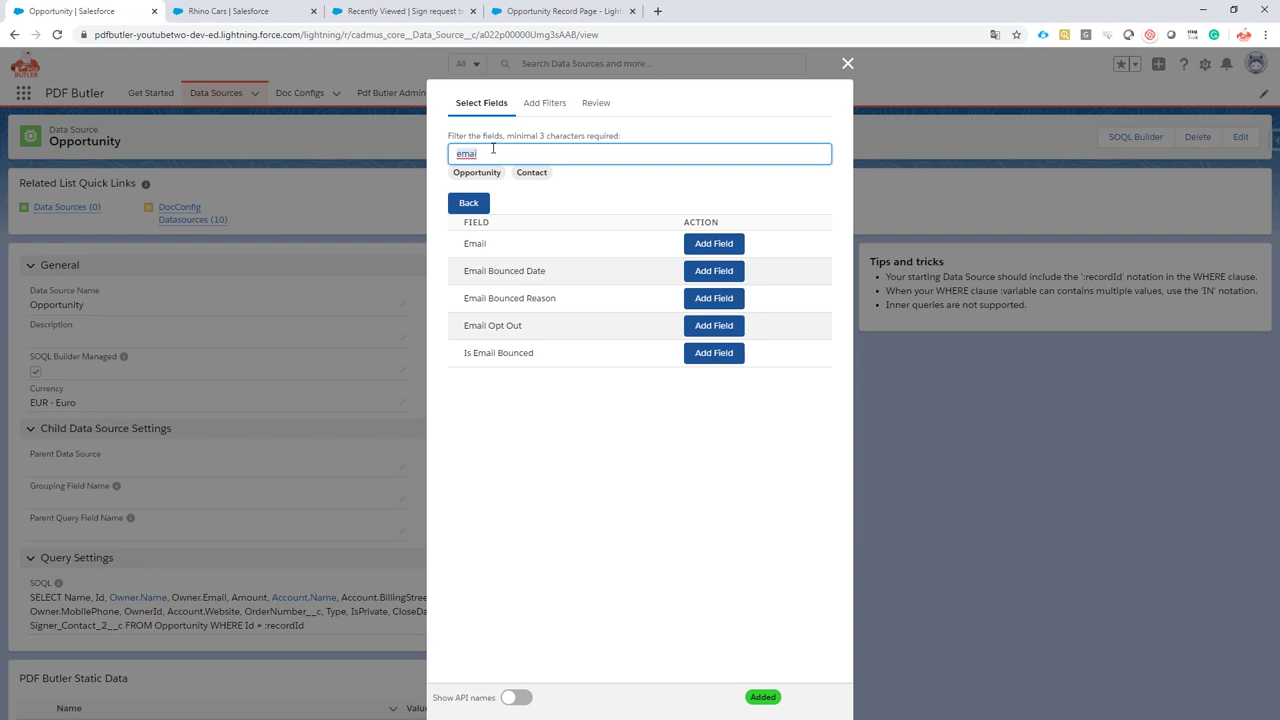 Opportunity | Salesforce
Rhino Cars | Salesforce
Recently Viewed | Sign request te
Opportunity Record Page - Light
pdfbutler-youtubetwo-dev-ed.lightning.force.com/lightning/r/cadmus_core__Data_Source__c/a022p00000Umg3sAAB/view
BUTLER
All
Search Data Sources and more...
PDF Butler
Get Started
Data Sources
Doc Configs
Pdf Butler Admin
Data Source
Opportunity
SOQL Builder
Delete
Edit
Related List Quick Links
Data Sources (0)
DocConfig
Datasources (10)
General
Data Source Name
Opportunity
Description
SOQL Builder Managed
Currency
EUR - Euro
Child Data Source Settings
Parent Data Source
Grouping Field Name
Parent Query Field Name
Query Settings
SOQL
SELECT Name, Id, Owner.Name, Owner.Email, Amount, Account.Name, Account.BillingStreet
Owner.MobilePhone, OwnerId, Account.Website, OrderNumber__c, Type, IsPrivate, CloseDa
Signer_Contact_2__c FROM Opportunity WHERE Id = :recordId
PDF Butler Static Data
Name
Value
Select Fields
Add Filters
Review
Filter the fields, minimal 3 characters required:
emai
Opportunity
Contact
Back
FIELD ACTION
Email Add Field
Email Bounced Date Add Field
Email Bounced Reason Add Field
Email Opt Out Add Field
Is Email Bounced Add Field
Show API names
Added
Tips and tricks
Your starting Data Source should include the ':recordId' notation in the WHERE clause.
When your WHERE clause :variable can contains multiple values, use the 'IN' notation.
Inner queries are not supported.